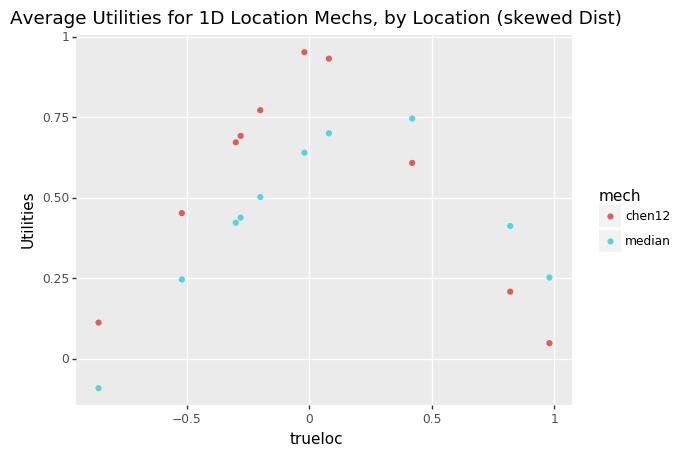 Average Utilities for 1D Location Mechs, by Location (skewed Dist)
1
0.75
0.50
0.25
0
Utilities
−0.5
0
0.5
1
trueloc
mech
chen12
median